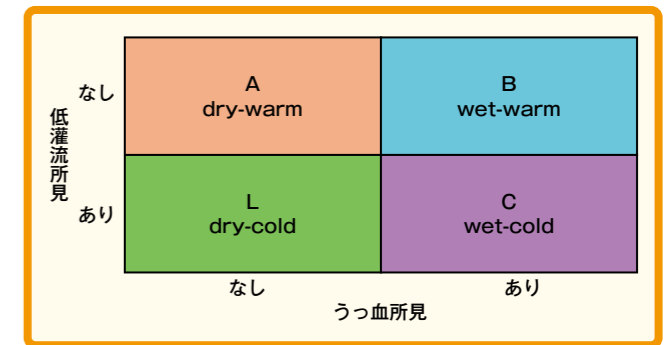 低灌流所見
なし
A
dry-warm
B
wet-warm
あり
L
dry-cold
C
wet-cold
なし
あり
うっ血所見